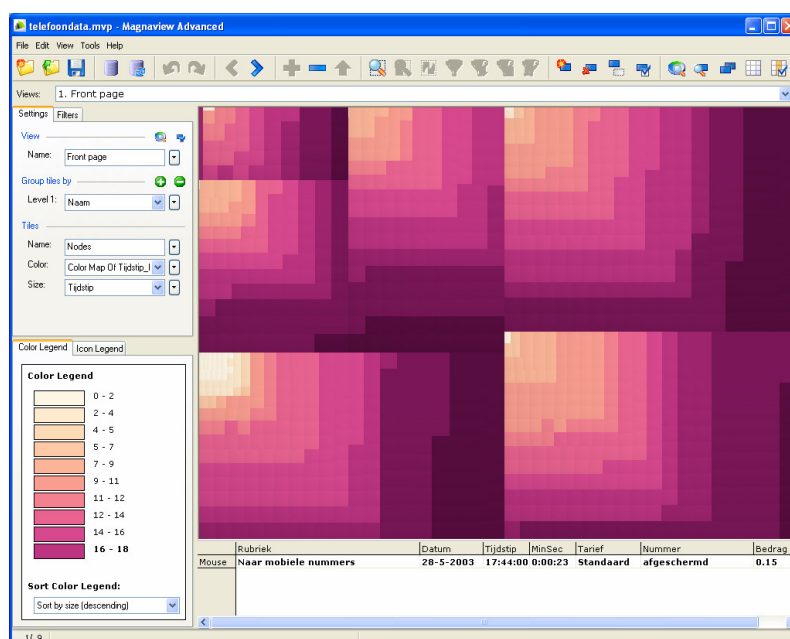 telefoondata.mvp - Magnaview Advanced
File Edit View Tools Help
Views: 1. Front page
Settings Filters
View
Name: Front page
Group tiles by
Level 1: Naam
Tiles
Name: Nodes
Color: Color Map Of Tijdstip_I
Size: Tijdstip
Color Legend Icon Legend
Color Legend
0 - 2
2 - 4
4 - 5
5 - 7
7 - 9
9 - 11
11 - 12
12 - 14
14 - 16
16 - 18
Sort Color Legend:
Sort by size (descending)
Rubriek Datum Tijdstip MinSec Tarief Nummer Bedrag
Mouse Naar mobiele nummers 28-5-2003 17:44:00 0:00:23 Standaard afgeschermd 0.15
1/ 9